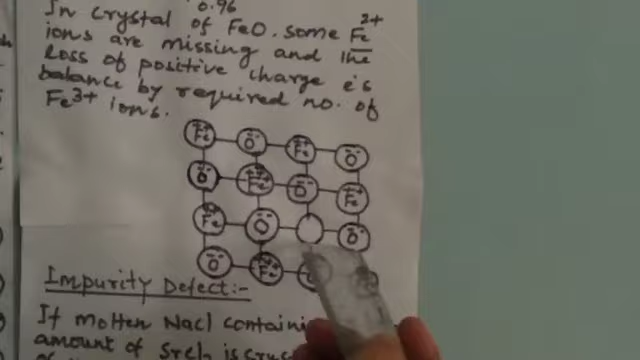 0.96
In crystal of FeO. some Fe2+
ions are missing and the
loss of positive charge is
balance by required no. of
Fe3+ ions.
Fe++ O-- Fe++ O--
O-- Fe+++ O-- Fe++
Fe++ O-- O--
O-- Fe++
Impurity Defect:-
If molten NaCl containi
amount of SrCl2 is